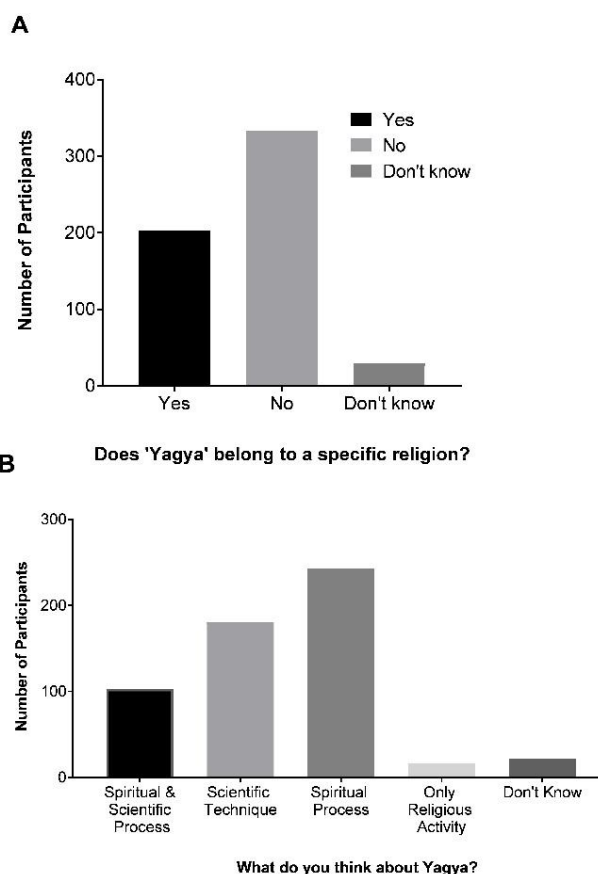 A
400
300
200
100
0
Number of Participants
Yes
No
Don't know
Yes No Don't know
Does 'Yagya' belong to a specific religion?
B
300
200
100
0
Number of Participants
Spiritual &
Scientific
Process
Scientific
Technique
Spiritual
Process
Only
Religious
Activity
Don't Know
What do you think about Yagya?